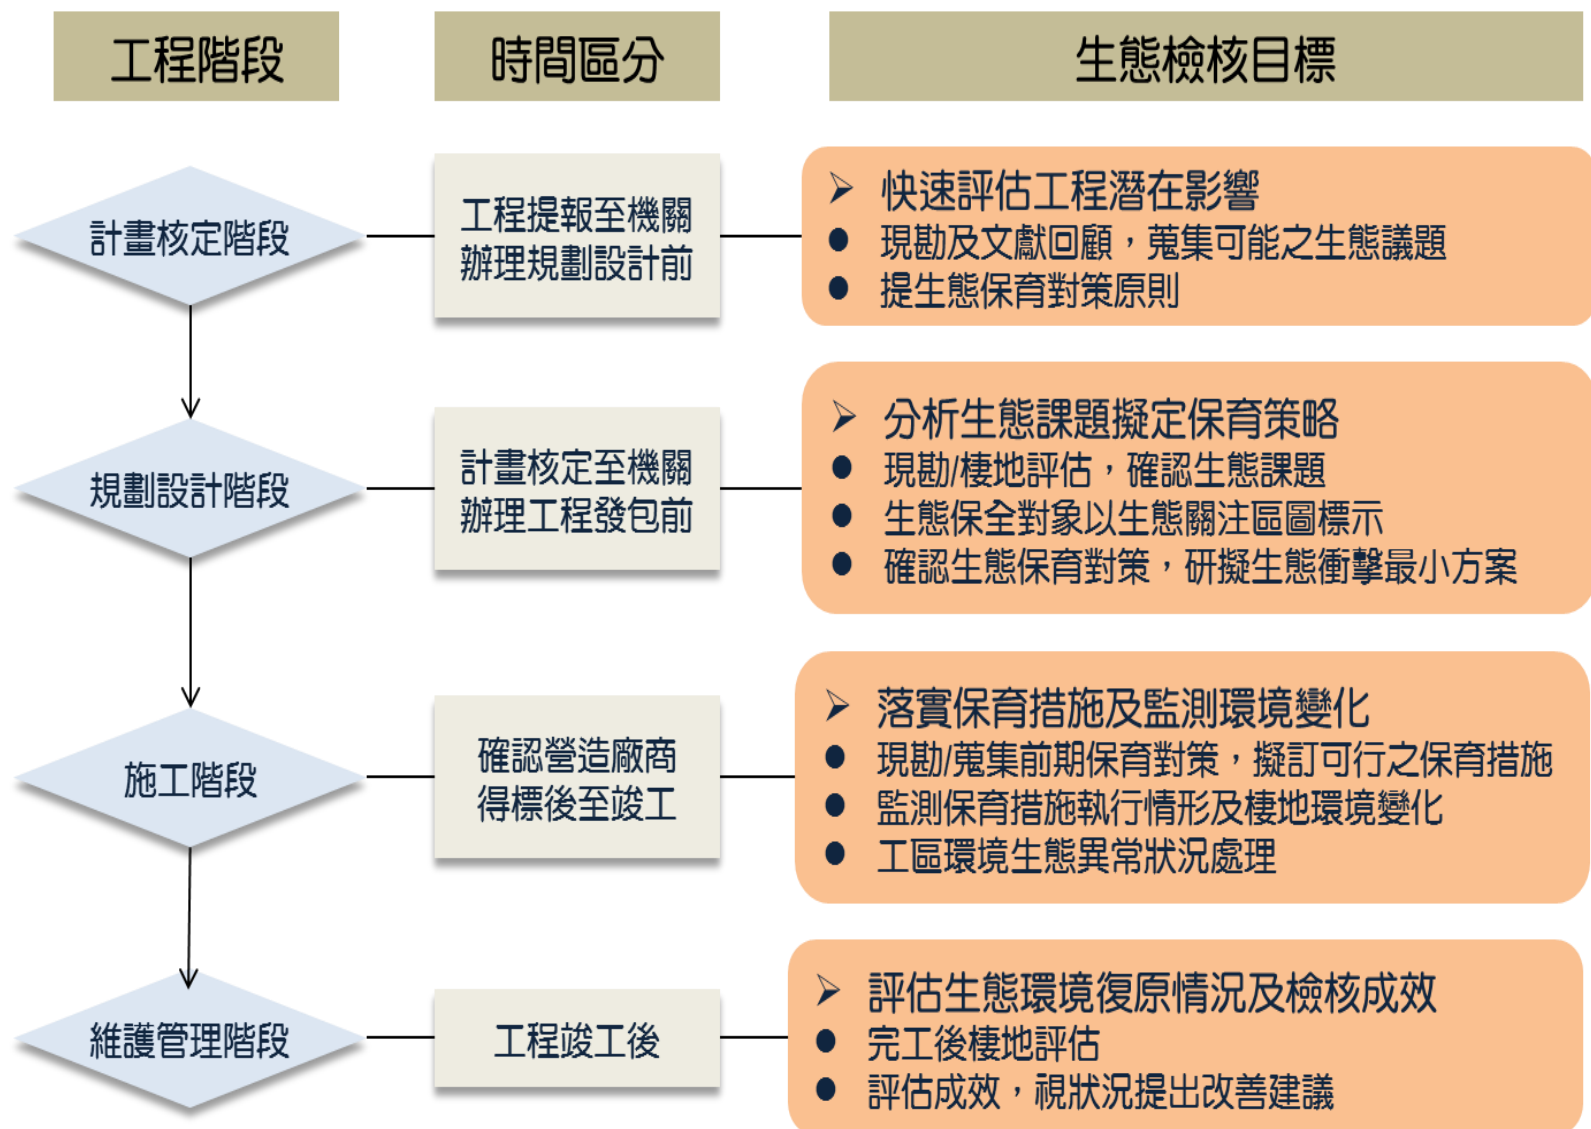 工程階段
時間區分
生態檢核目標
計畫核定階段
工程提報至機關
辦理規劃設計前
➢ 快速評估工程潛在影響
● 現勘及文獻回顧，蒐集可能之生態議題
● 提生態保育對策原則
規劃設計階段
計畫核定至機關
辦理工程發包前
➢ 分析生態課題擬定保育策略
● 現勘/棲地評估，確認生態課題
● 生態保全對象以生態關注區圖標示
● 確認生態保育對策，研擬生態衝擊最小方案
施工階段
確認營造廠商
得標後至竣工
➢ 落實保育措施及監測環境變化
● 現勘/蒐集前期保育對策，擬訂可行之保育措施
● 監測保育措施執行情形及棲地環境變化
● 工區環境生態異常狀況處理
維護管理階段
工程竣工後
➢ 評估生態環境復原情況及檢核成效
● 完工後棲地評估
● 評估成效，視狀況提出改善建議